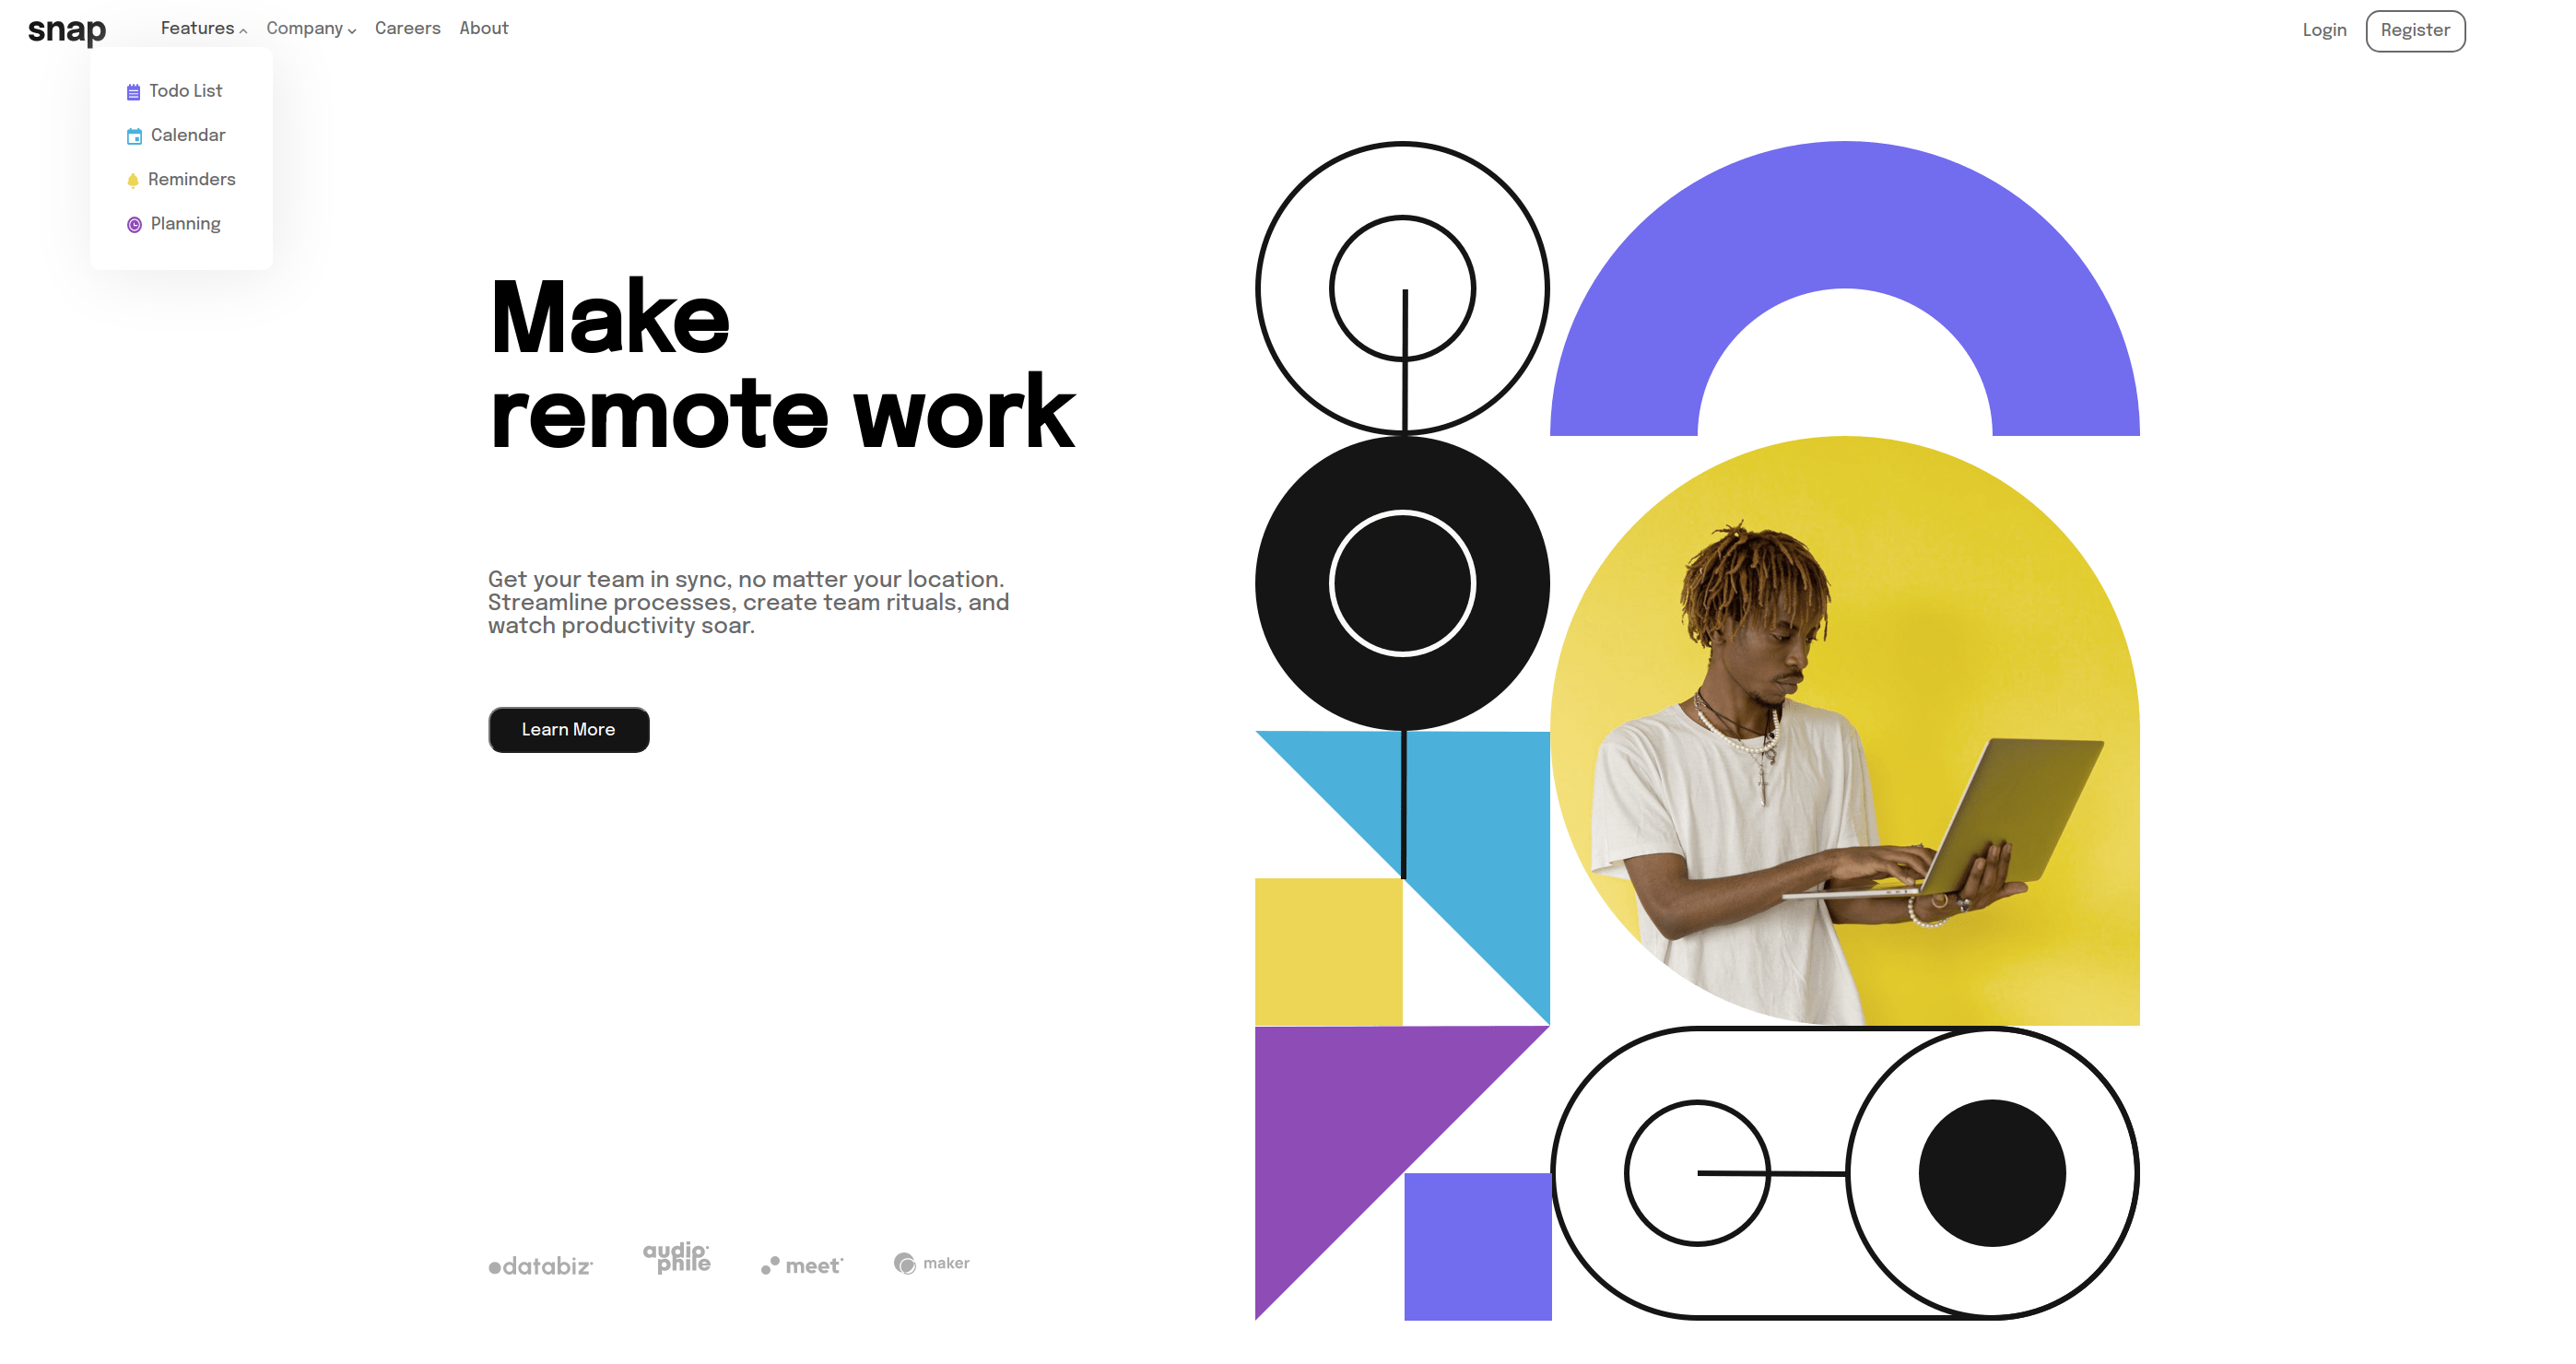 snap
Features
Company
Careers
About
Login
Register
Todo List
Calendar
Reminders
Planning
Make
remote work
Get your team in sync, no matter your location.
Streamline processes, create team rituals, and
watch productivity soar.
Learn More
databiz
audio
phile
meet
maker